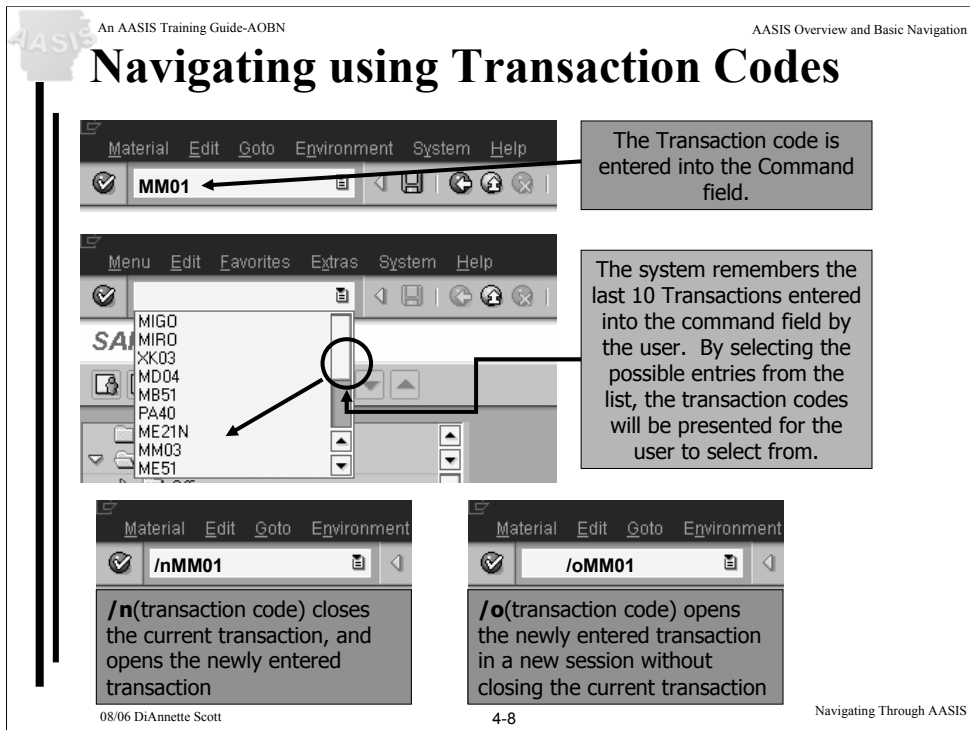 AASIS
An AASIS Training Guide-AOBN
AASIS Overview and Basic Navigation
Navigating using Transaction Codes
Material Edit Goto Environment System Help
MM01
The Transaction code is
entered into the Command
field.
Menu Edit Favorites Extras System Help
MIGO
MIRO
XK03
MD04
MB51
PA40
ME21N
MM03
ME51
The system remembers the
last 10 Transactions entered
into the command field by
the user. By selecting the
possible entries from the
list, the transaction codes
will be presented for the
user to select from.
Material Edit Goto Environment
/nMM01
/n(transaction code) closes
the current transaction, and
opens the newly entered
transaction
Material Edit Goto Environment
/oMM01
/o(transaction code) opens
the newly entered transaction
in a new session without
closing the current transaction
08/06 DiAnnette Scott
4-8
Navigating Through AASIS